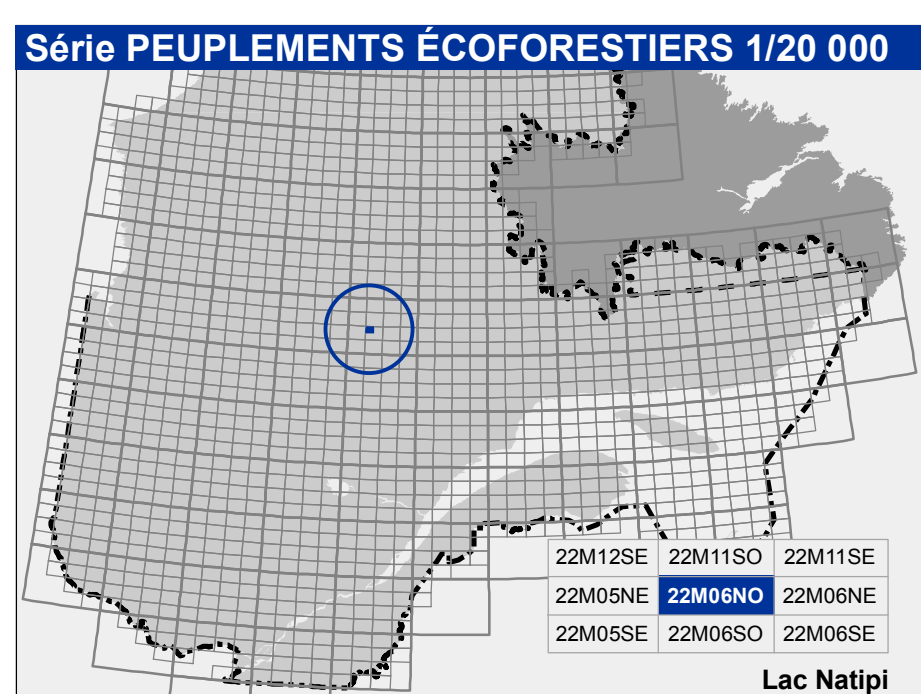 Série PEUPLEMENTS ÉCOFORESTIERS 1/20 000
22M12SE 22M11SO 22M11SE
22M05NE 22M06NO 22M06NE
22M05SE 22M06SO 22M06SE
Lac Natipi